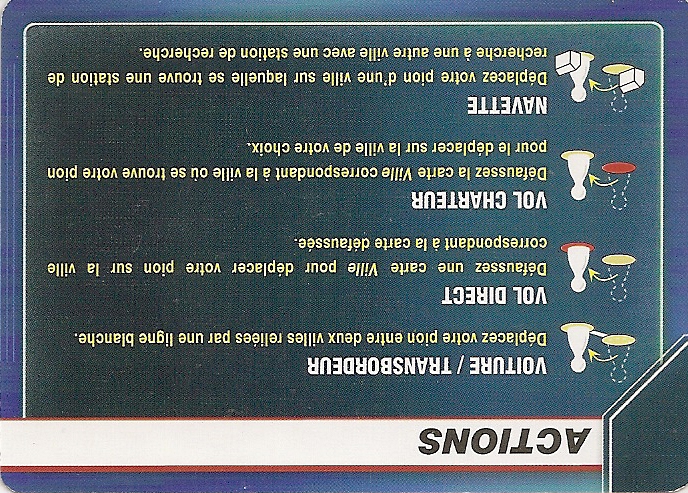 ACTIONS
VOITURE / TRANSBORDEUR
Déplacez votre pion entre deux villes reliées par une ligne blanche.
VOL DIRECT
Défaussez une carte Ville pour déplacer votre pion sur la ville
correspondant à la carte défaussée.
VOL CHARTEUR
Défaussez la carte Ville correspondant à la ville où se trouve votre pion
pour le déplacer sur la ville de votre choix.
NAVETTE
Déplacez votre pion d'une ville sur laquelle se trouve une station de
recherche à une autre ville avec une station de recherche.